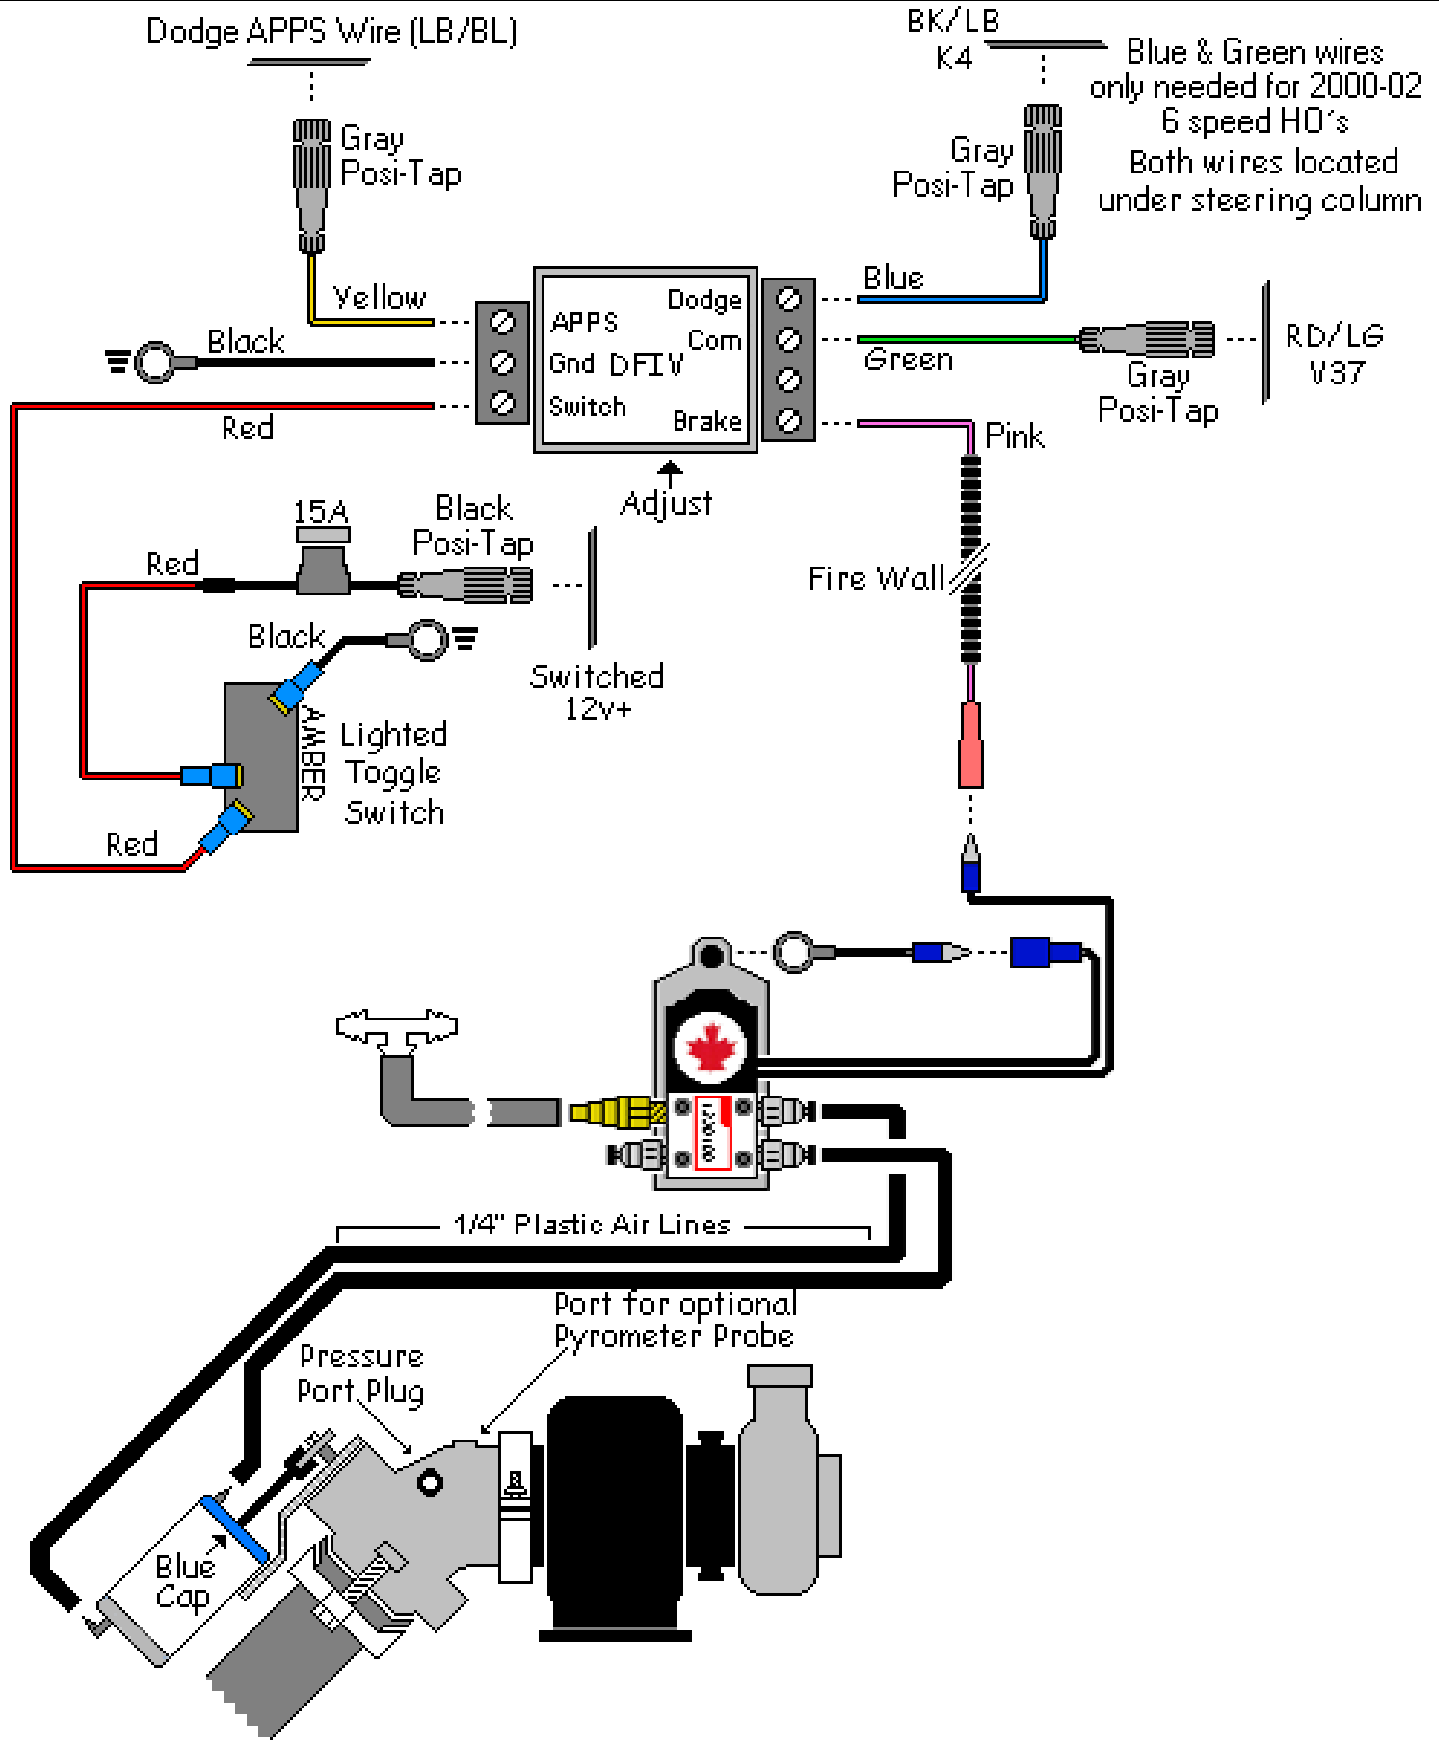 Dodge APPS Wire (LB/BL)
BK/LB
K4
Blue & Green wires
only needed for 2000-02
6 speed HO's
Both wires located
under steering column
Gray
Posi-Tap
Gray
Posi-Tap
Yellow
Black
Red
APPS
Gnd DFIV
Switch
Dodge
Com
Brake
Adjust
Blue
Green
Gray
Posi-Tap
RD/LG
V37
Pink
15A
Black
Posi-Tap
Red
Black
Switched
12v+
Fire Wall
AMBER
Lighted
Toggle
Switch
Red
1/4" Plastic Air Lines
Port for optional
Pyrometer Probe
Pressure
Port Plug
Blue
Cap